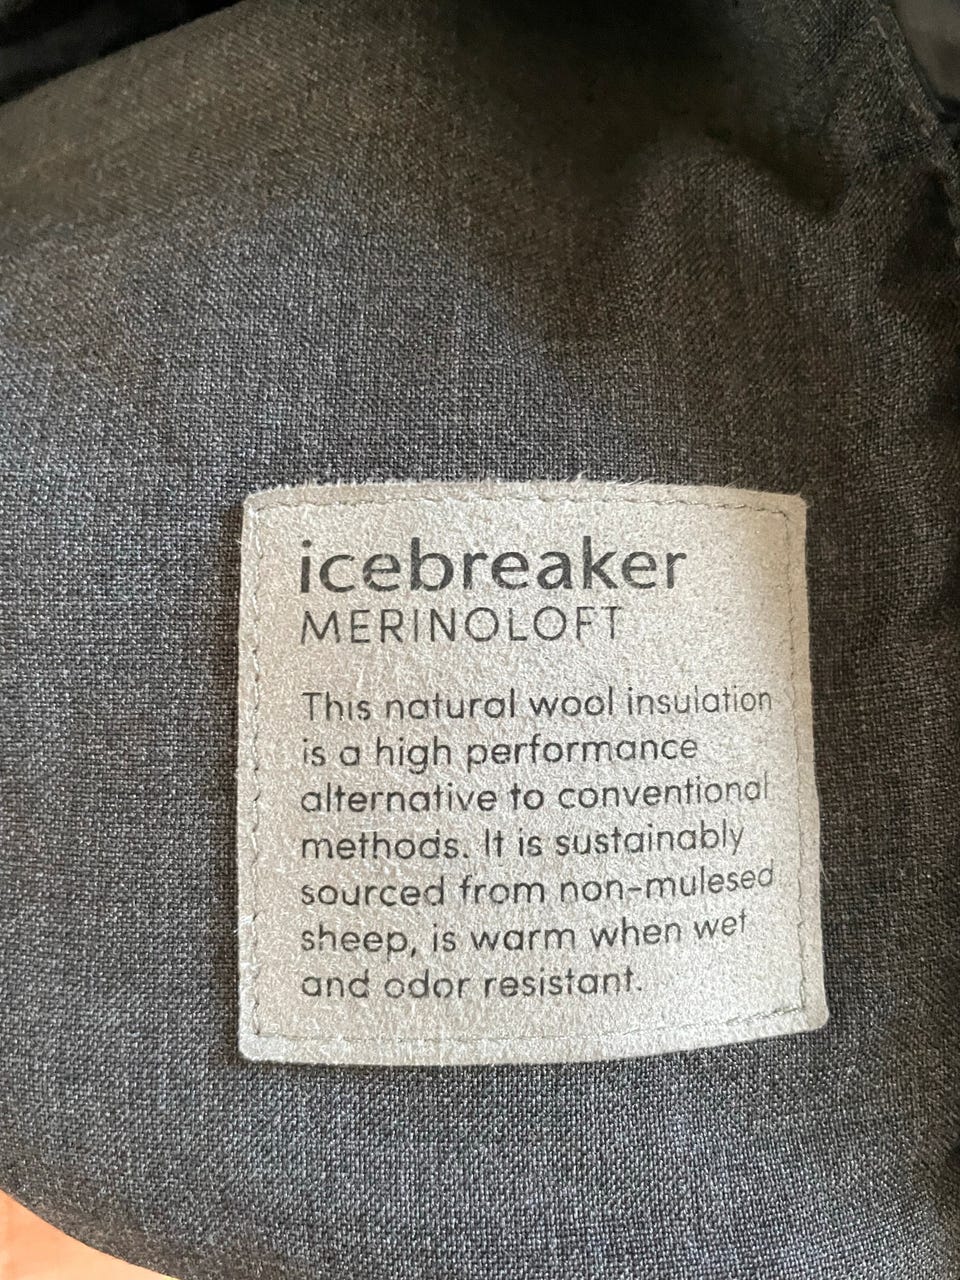 icebreaker
MERINOLOFT
This natural wool insulation
is a high performance
alternative to conventional
methods. It is sustainably
sourced from non-mulesed
sheep, is warm when wet
and odor resistant.